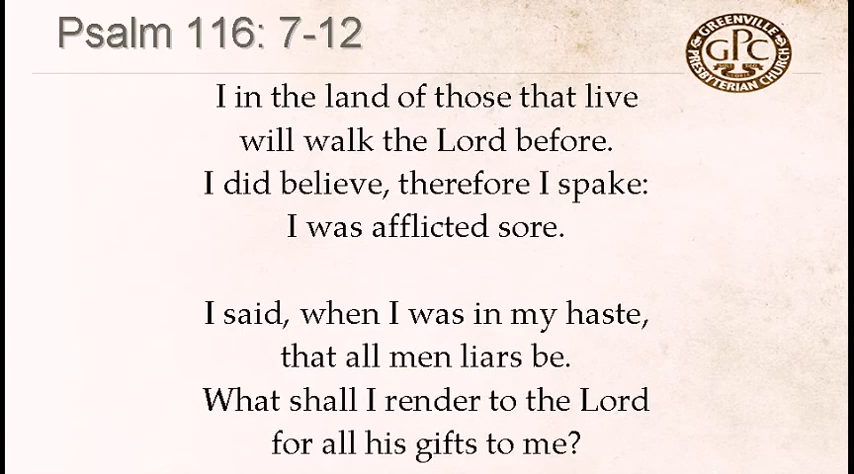 Psalm 116: 7-12
GREENVILLE
GPC
PRESBYTERIAN CHURCH
I in the land of those that live
will walk the Lord before.
I did believe, therefore I spake:
I was afflicted sore.
I said, when I was in my haste,
that all men liars be.
What shall I render to the Lord
for all his gifts to me?